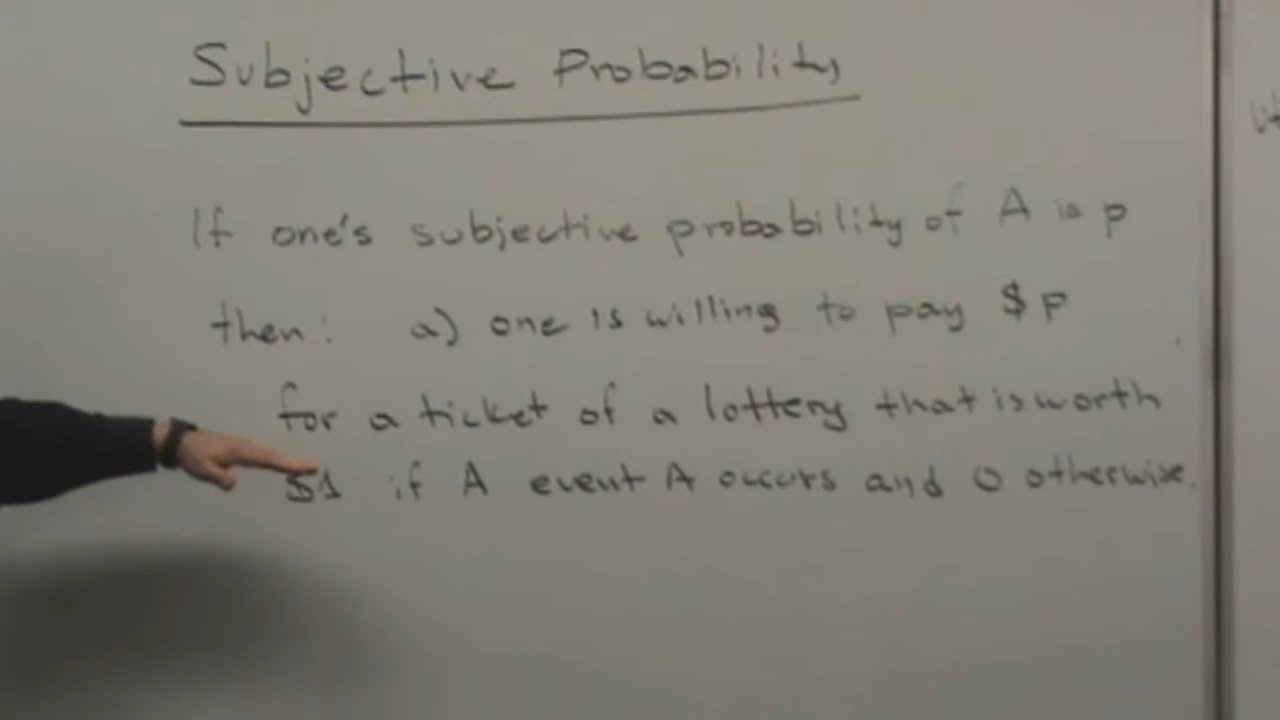 Subjective Probability
If one's subjective probability of A is p
then: a) one is willing to pay $p
for a ticket of a lottery that is worth
$1 if A event A occurs and 0 otherwise.